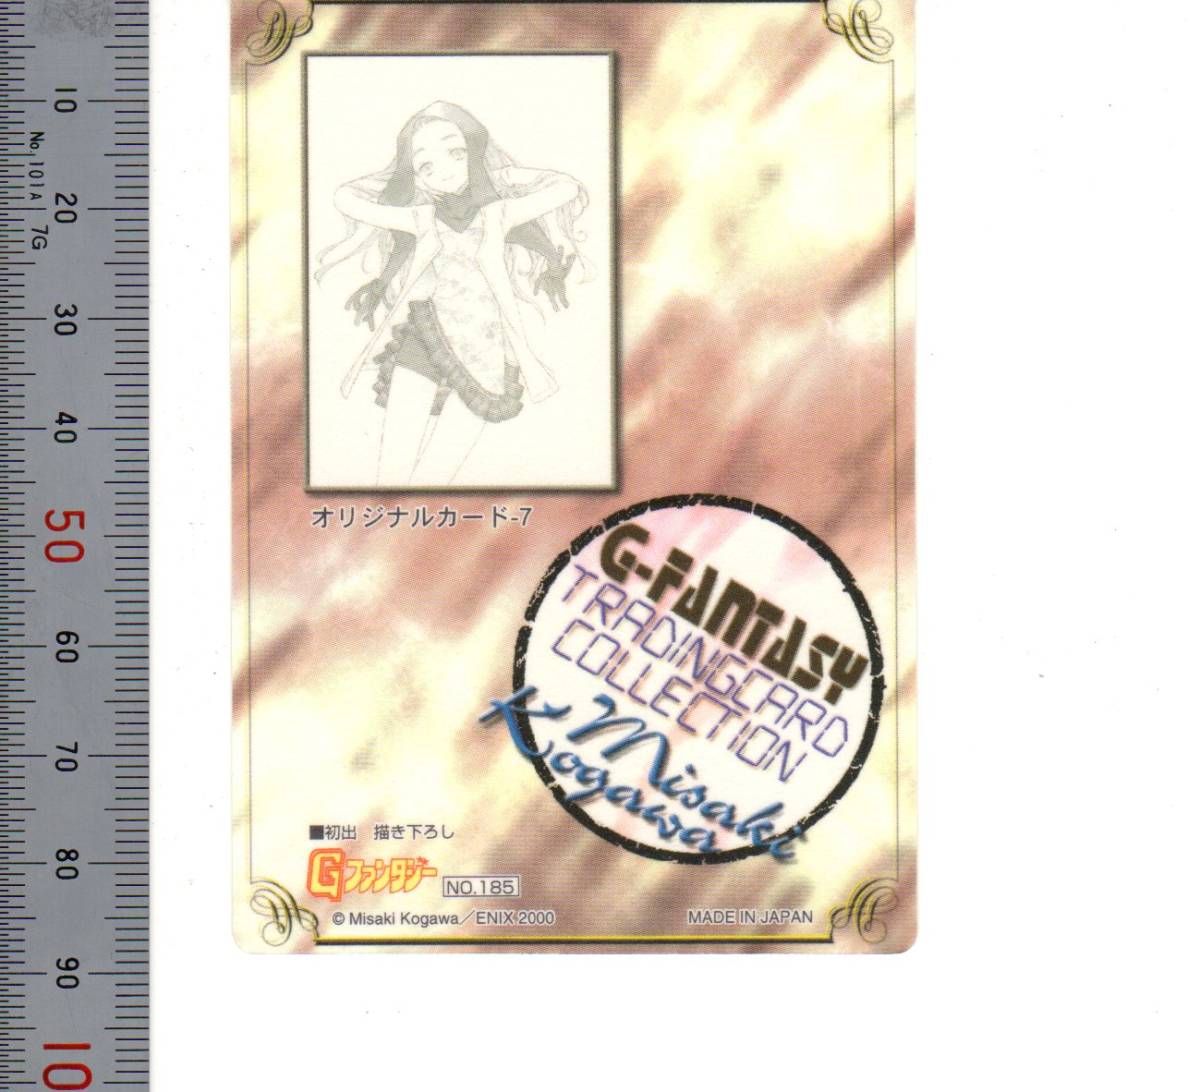 10
No. 101A 7G
20
30
40
50
60
70
80
90
10
オリジナルカード-7
G-FANTASY
TRADINGCARD
COLLECTION
Misaki
Kogawa
■初出 描き下ろし
Gファンタジー
NO.185
© Misaki Kogawa/ENIX 2000
MADE IN JAPAN